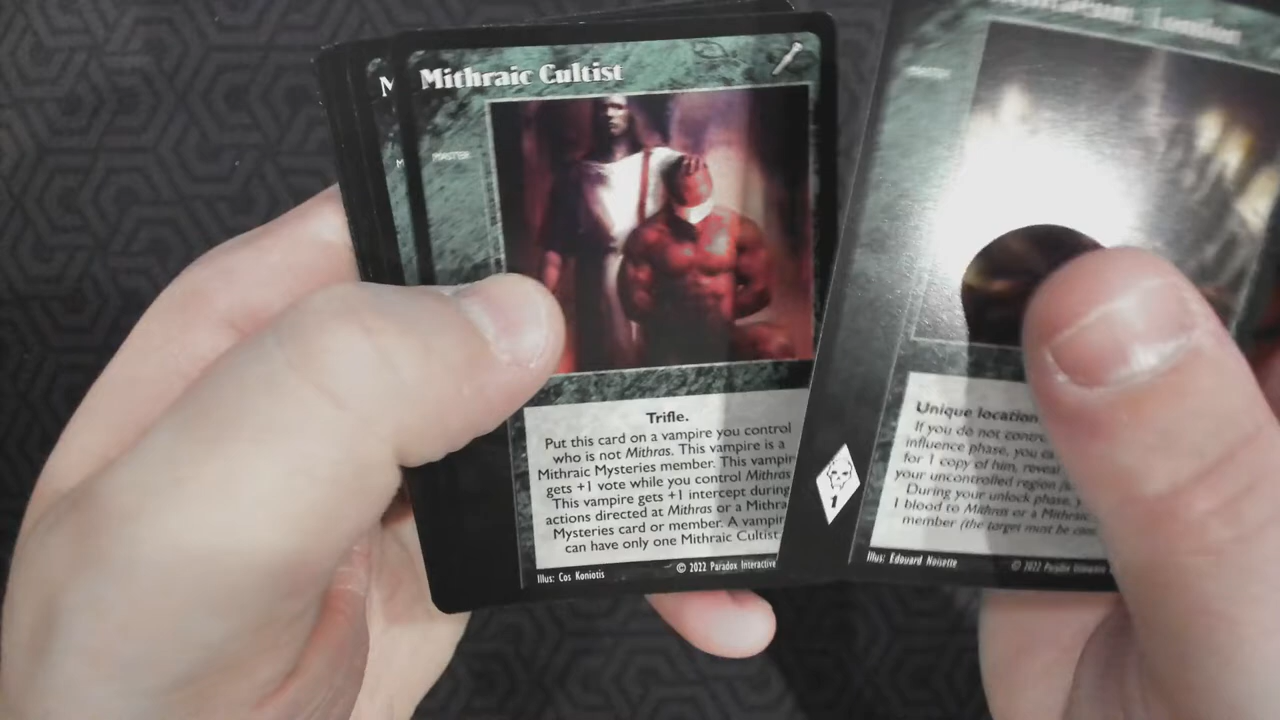 Mithraic Cultist
M
MASTER
M
Trifle.
Put this card on a vampire you control
who is not Mithras. This vampire is a
Mithraic Mysteries member. This vampir
gets +1 vote while you control Mithras
This vampire gets +1 intercept during
actions directed at Mithras or a Mithra
Mysteries card or member. A vampir
can have only one Mithraic Cultist
Illus: Cos Koniotis
© 2022 Paradox Interactive
London
MASTER
Unique location
If you do not contro
influence phase, you ca
for 1 copy of him, reveal
your uncontrolled region
During your unlock phase,
1 blood to Mithras or a Mithraic
member (the target must be
1
Illus: Edouard Noisette
© 2022 Paradox